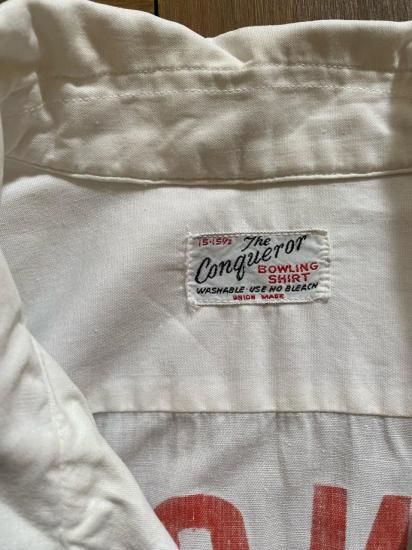 15-15½ The
Conqueror
BOWLING
SHIRT
WASHABLE·USE NO BLEACH
UNION MADE